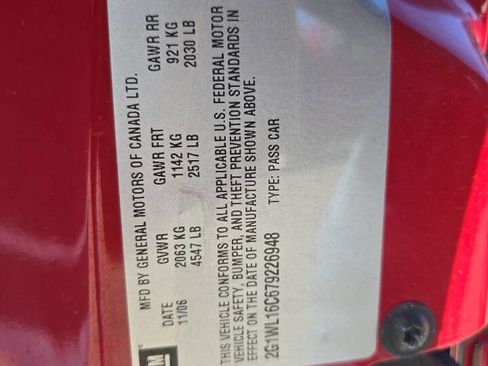 MFD BY GENERAL MOTORS OF CANADA LTD.
DATE GVWR GAWR FRT GAWR RR
11/06 2063 KG 1142 KG 921 KG
4547 LB 2517 LB 2030 LB
THIS VEHICLE CONFORMS TO ALL APPLICABLE U.S. FEDERAL MOTOR
VEHICLE SAFETY, BUMPER, AND THEFT PREVENTION STANDARDS IN
EFFECT ON THE DATE OF MANUFACTURE SHOWN ABOVE.
2G1WL16C679226948 TYPE: PASS CAR